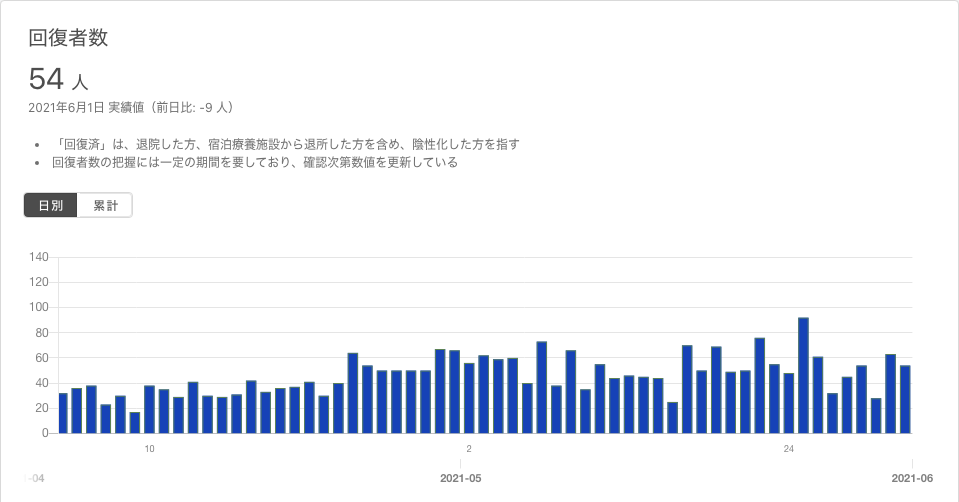 回復者数
54 人
2021年6月1日 実績値（前日比: -9 人）
• 「回復済」は、退院した方、宿泊療養施設から退所した方を含め、陰性化した方を指す
• 回復者数の把握には一定の期間を要しており、確認次第数値を更新している
日別 累計
140
120
100
80
60
40
20
0
10 2 24
-04 2021-05 2021-06